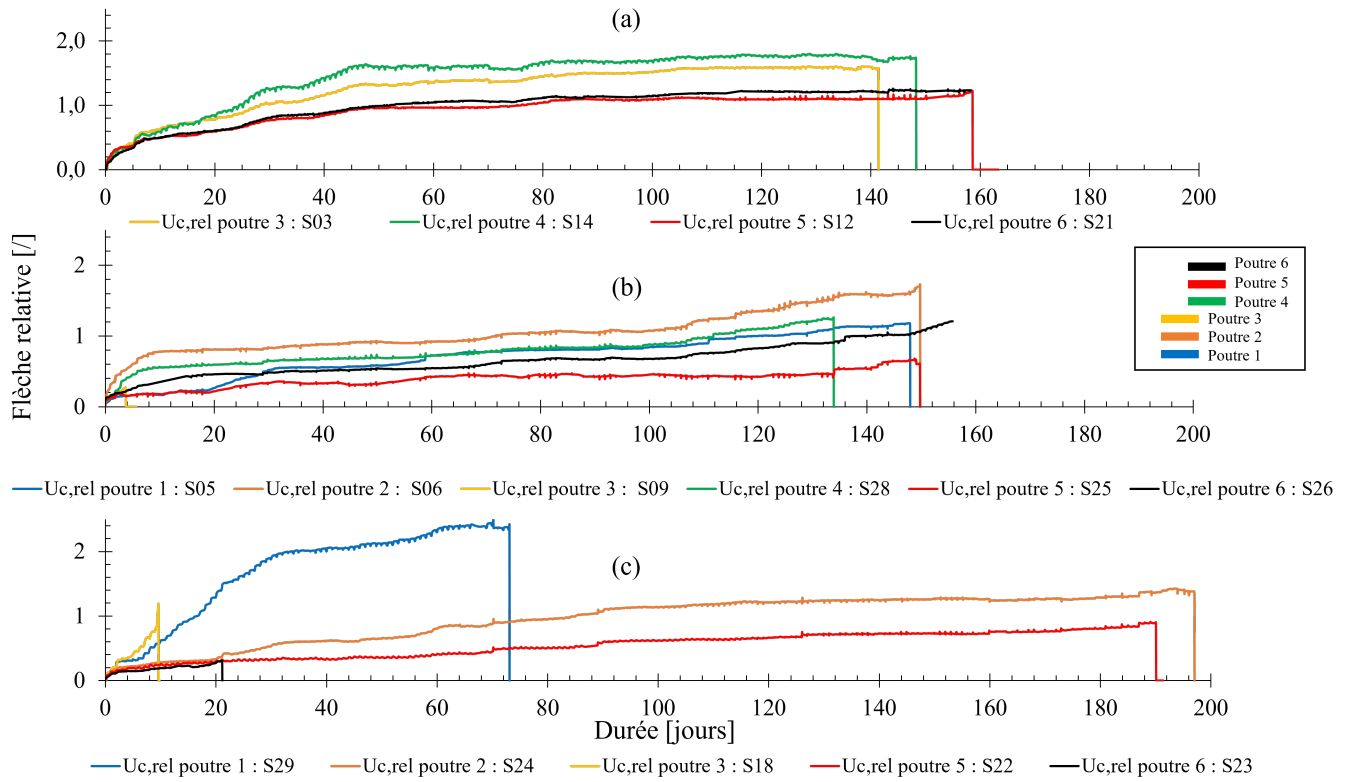 (a)
2,0
1,0
0,0
0 20 40 60 80 100 120 140 160 180 200
Uc,rel poutre 3 : S03 Uc,rel poutre 4 : S14 Uc,rel poutre 5 : S12 Uc,rel poutre 6 : S21
Flèche relative [/]
(b)
2
1
0
0 20 40 60 80 100 120 140 160 180 200
Poutre 6
Poutre 5
Poutre 4
Poutre 3
Poutre 2
Poutre 1
Uc,rel poutre 1 : S05 Uc,rel poutre 2 : S06 Uc,rel poutre 3 : S09 Uc,rel poutre 4 : S28 Uc,rel poutre 5 : S25 Uc,rel poutre 6 : S26
(c)
2
1
0
0 20 40 60 80 100 120 140 160 180 200
Durée [jours]
Uc,rel poutre 1 : S29 Uc,rel poutre 2 : S24 Uc,rel poutre 3 : S18 Uc,rel poutre 5 : S22 Uc,rel poutre 6 : S23